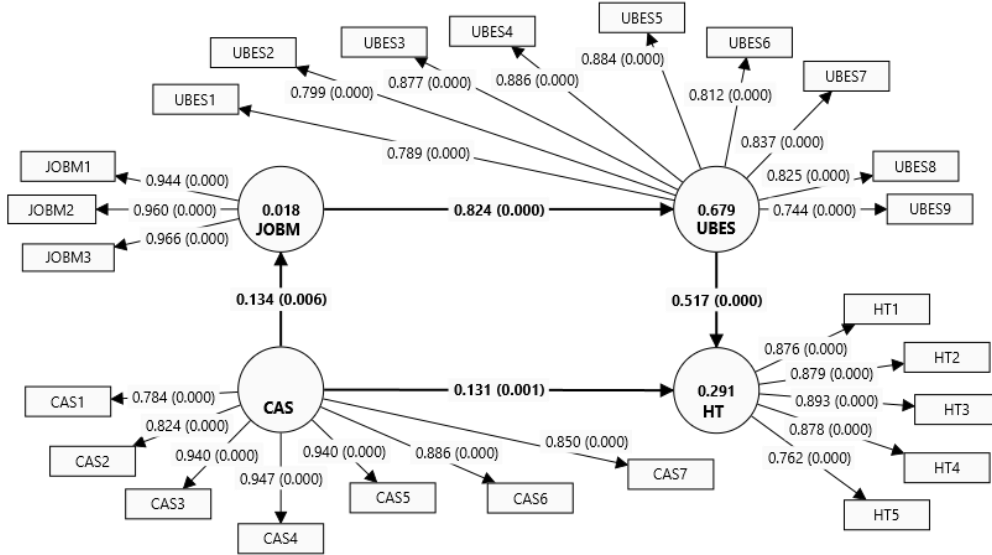 UBES5
UBES4
UBES3
UBES6
UBES2
UBES7
UBES1
0.884 (0.000)
0.886 (0.000)
0.877 (0.000)
0.799 (0.000)
0.812 (0.000)
0.837 (0.000)
0.789 (0.000)
JOBM1
0.944 (0.000)
0.825 (0.000)
UBES8
JOBM2
0.960 (0.000)
0.018
JOBM
0.824 (0.000)
0.679
UBES
0.744 (0.000)
UBES9
JOBM3
0.966 (0.000)
0.134 (0.006)
0.517 (0.000)
HT1
0.876 (0.000)
HT2
0.879 (0.000)
CAS
0.131 (0.001)
0.291
HT
0.893 (0.000)
HT3
CAS1
0.784 (0.000)
0.824 (0.000)
0.878 (0.000)
CAS2
0.940 (0.000)
0.940 (0.000)
0.886 (0.000)
0.850 (0.000)
0.762 (0.000)
HT4
0.947 (0.000)
CAS7
CAS3
CAS5
CAS6
HT5
CAS4